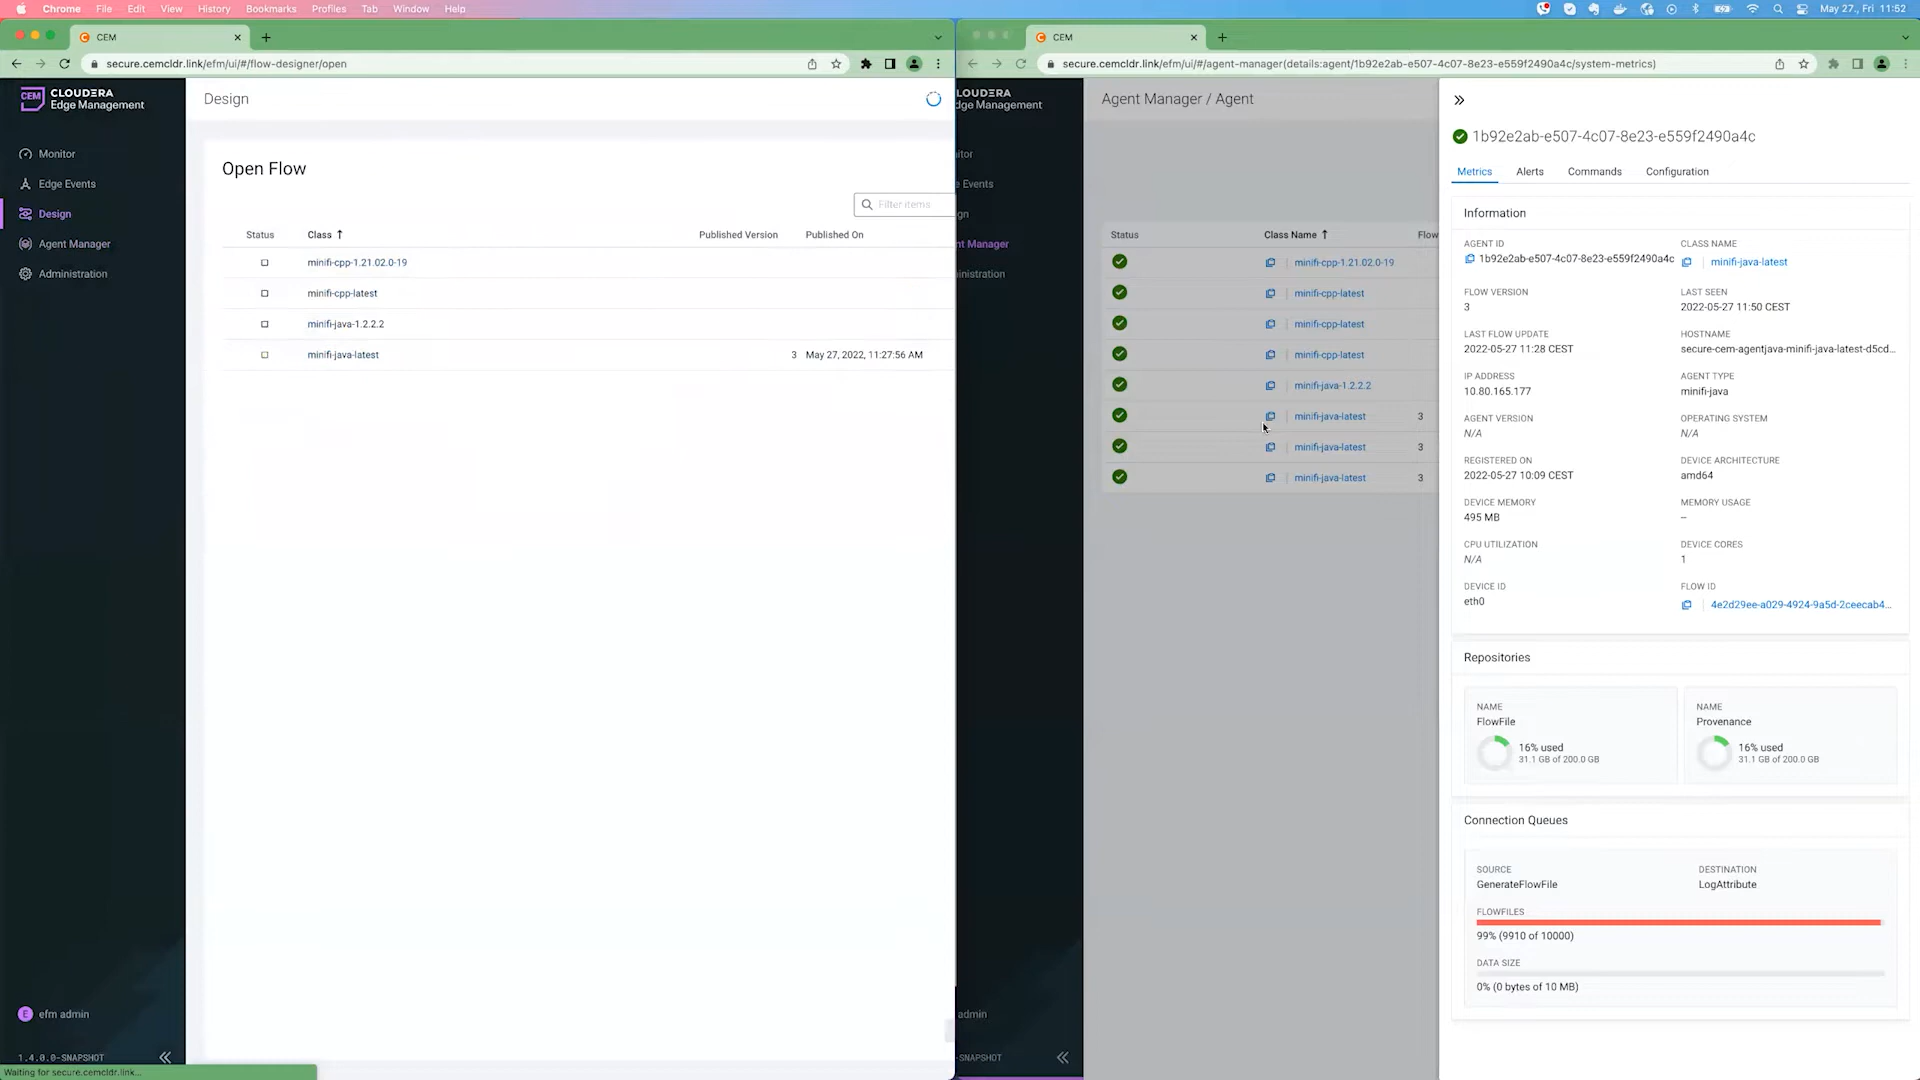 Chrome File Edit View History Bookmarks Profiles Tab Window Help
May 27., Fri 11:52
CEM
secure.cemcldr.link/efm/ui/#/flow-designer/open
CEM CLOUDERA
Edge Management
Monitor
Edge Events
Design
Agent Manager
Administration
Design
Open Flow
Filter items
Status Class Published Version Published On
minifi-cpp-1.21.02.0-19
minifi-cpp-latest
minifi-java-1.2.2.2
minifi-java-latest 3 May 27, 2022, 11:27:56 AM
E efm admin
1.4.0.0-SNAPSHOT
Waiting for secure.cemcldr.link...
CEM
secure.cemcldr.link/efm/ui/#/agent-manager(details:agent/1b92e2ab-e507-4c07-8e23-e559f2490a4c/system-metrics)
LOUDERA
dge Management
itor
e Events
gn
nt Manager
inistration
Agent Manager / Agent
Status Class Name Flow
minifi-cpp-1.21.02.0-19
minifi-cpp-latest
minifi-cpp-latest
minifi-cpp-latest
minifi-java-1.2.2.2
minifi-java-latest 3
minifi-java-latest 3
minifi-java-latest 3
admin
-SNAPSHOT
1b92e2ab-e507-4c07-8e23-e559f2490a4c
Metrics Alerts Commands Configuration
Information
AGENT ID CLASS NAME
1b92e2ab-e507-4c07-8e23-e559f2490a4c minifi-java-latest
FLOW VERSION LAST SEEN
3 2022-05-27 11:50 CEST
LAST FLOW UPDATE HOSTNAME
2022-05-27 11:28 CEST secure-cem-agentjava-minifi-java-latest-d5cd...
IP ADDRESS AGENT TYPE
10.80.165.177 minifi-java
AGENT VERSION OPERATING SYSTEM
N/A N/A
REGISTERED ON DEVICE ARCHITECTURE
2022-05-27 10:09 CEST amd64
DEVICE MEMORY MEMORY USAGE
495 MB --
CPU UTILIZATION DEVICE CORES
N/A 1
DEVICE ID FLOW ID
eth0 4e2d29ee-a029-4924-9a5d-2ceecab4...
Repositories
NAME NAME
FlowFile Provenance
16% used 16% used
31.1 GB of 200.0 GB 31.1 GB of 200.0 GB
Connection Queues
SOURCE DESTINATION
GenerateFlowFile LogAttribute
FLOWFILES
99% (9910 of 10000)
DATA SIZE
0% (0 bytes of 10 MB)